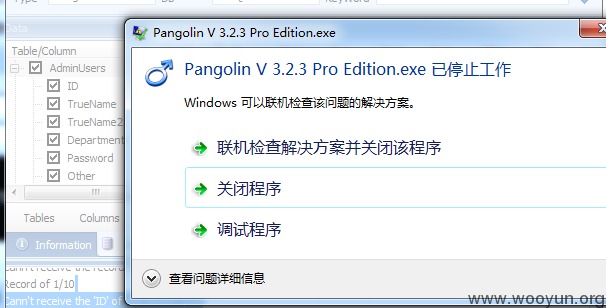 Keyword
Data
Table/Column
AdminUsers
ID
TrueName
TrueName2
Department
Password
Other
Tables Columns
Information
Cann't receive the record
Record of 1/10
Cann't receive the 'ID' of
Pangolin V 3.2.3 Pro Edition.exe
Pangolin V 3.2.3 Pro Edition.exe 已停止工作
Windows 可以联机检查该问题的解决方案。
联机检查解决方案并关闭该程序
关闭程序
调试程序
查看问题详细信息
www.wooyun.org